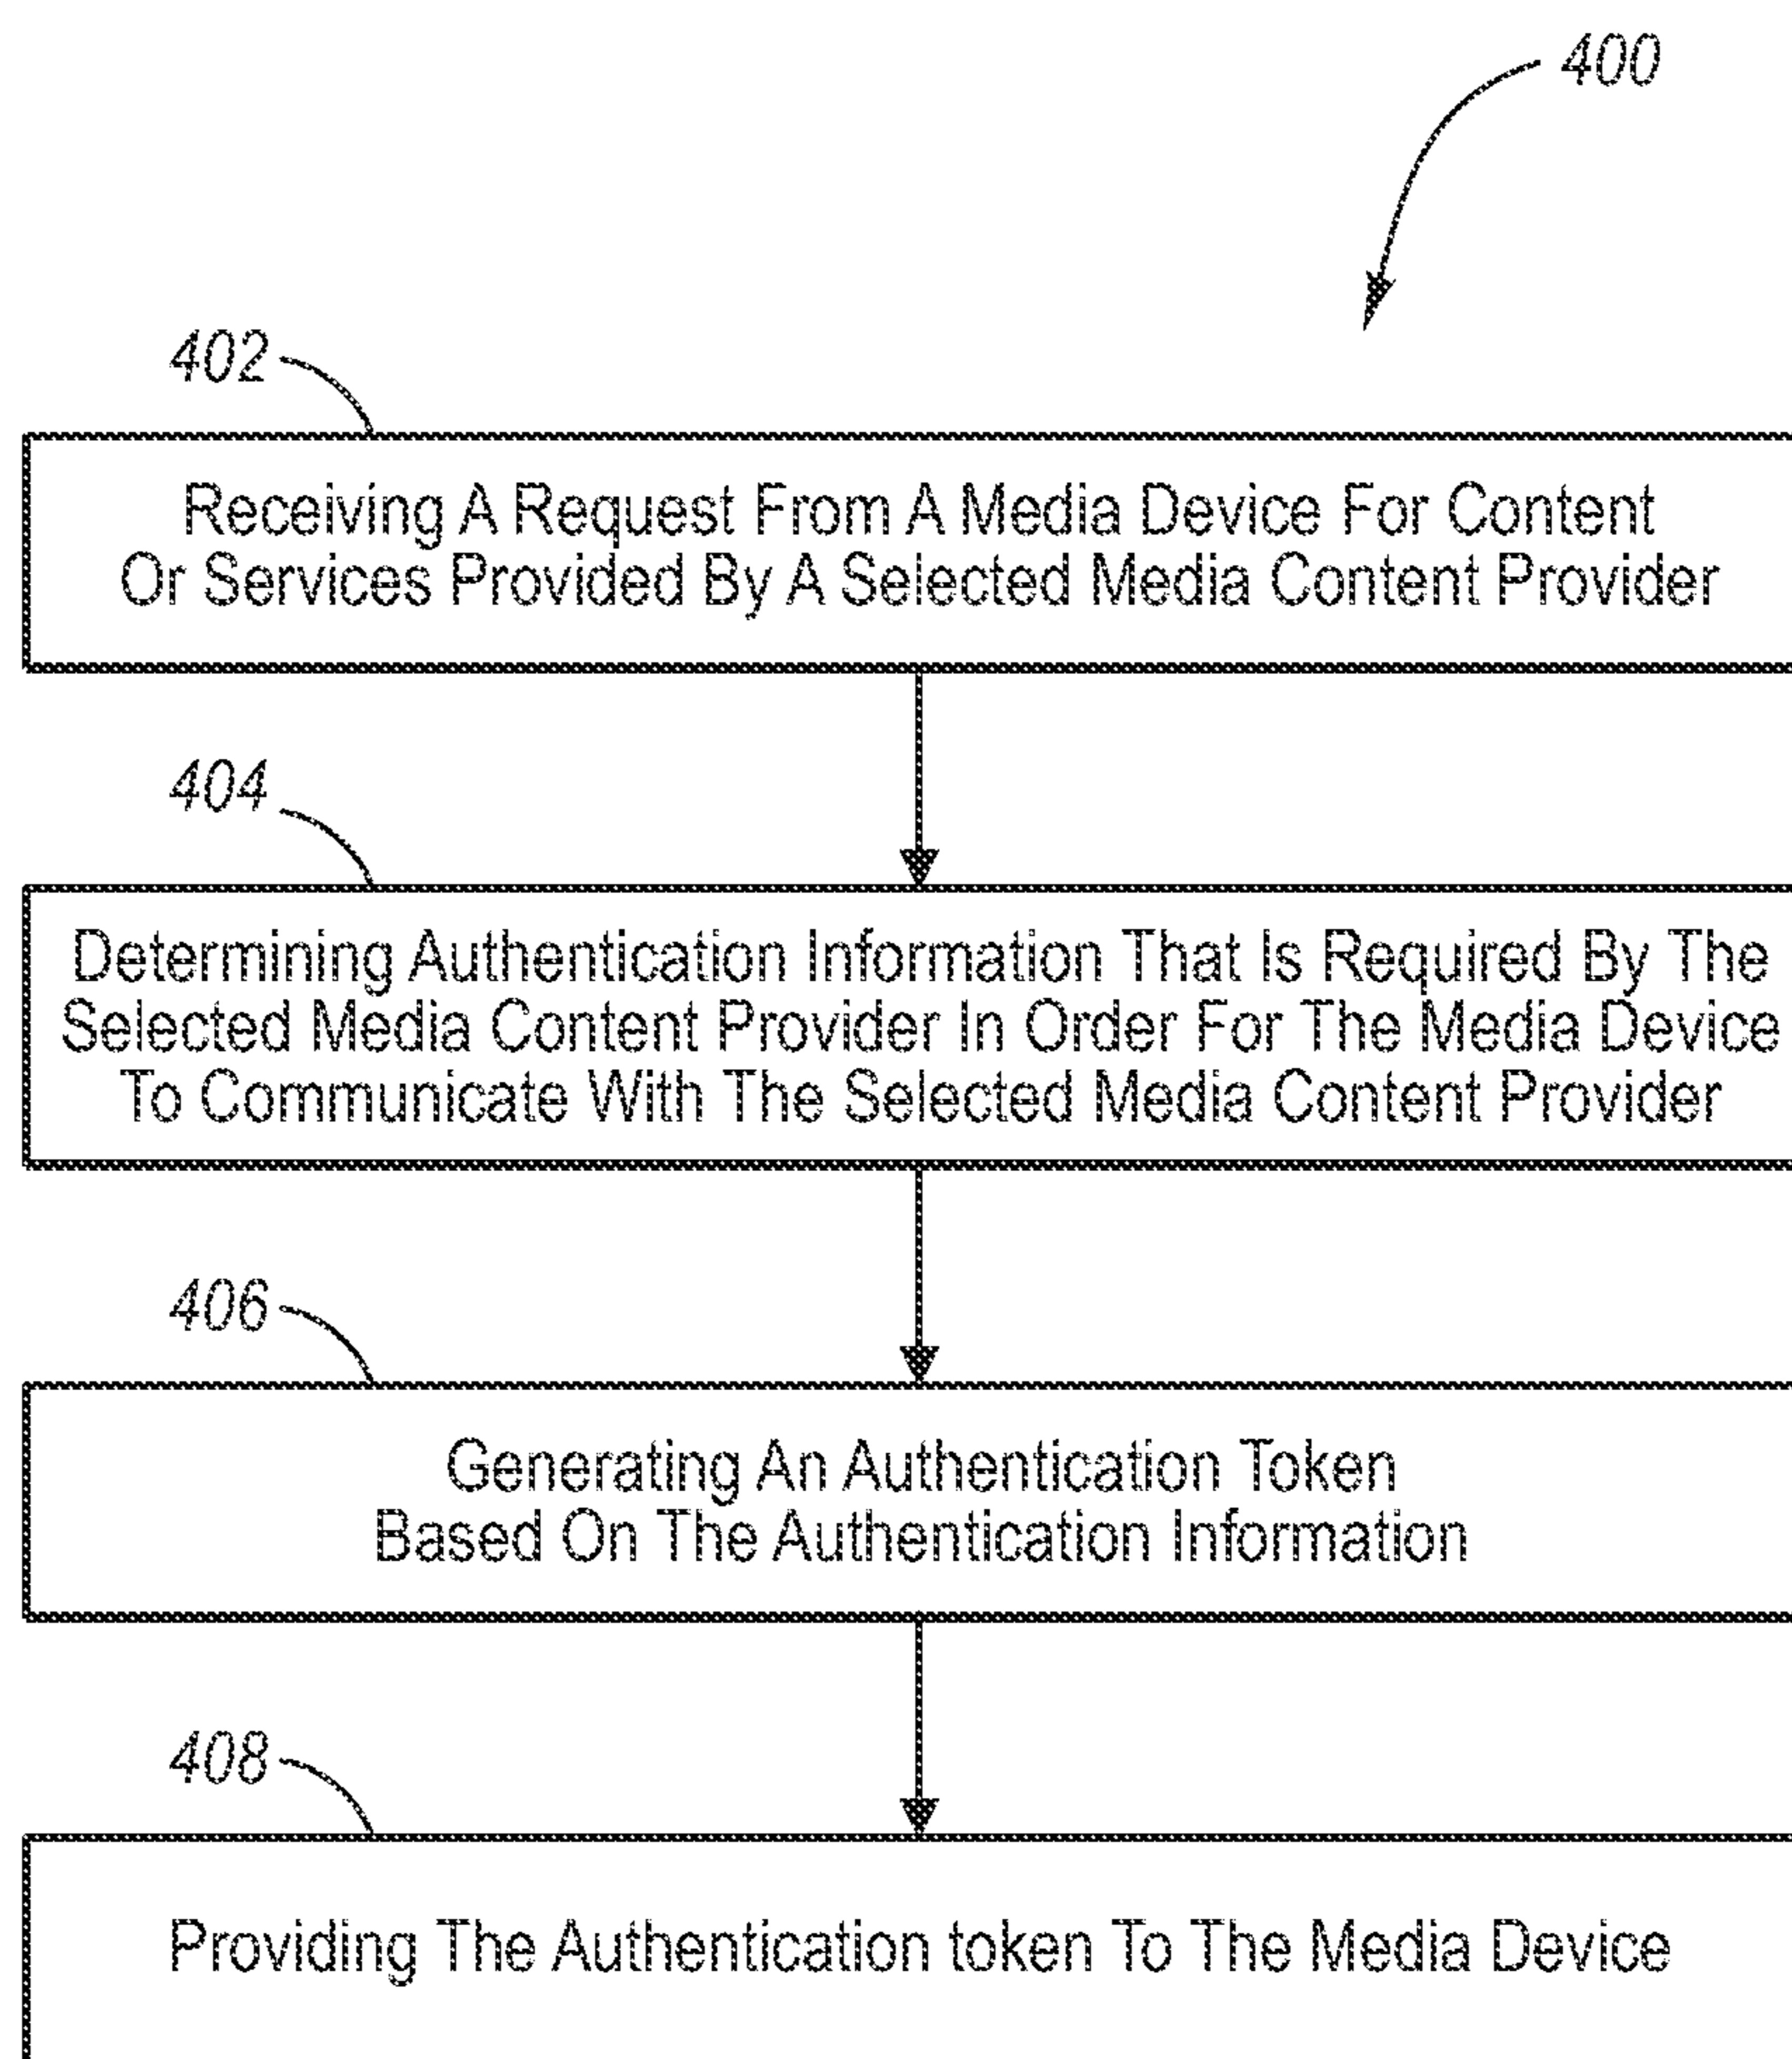 400
402
Receiving A Request From A Media Device For Content
Or Services Provided By A Selected Media Content Provider
404
Determining Authentication Information That Is Required By The
Selected Media Content Provider In Order For The Media Device
To Communicate With The Selected Media Content Provider
406
Generating An Authentication Token
Based On The Authentication Information
408
Providing The Authentication token To The Media Device